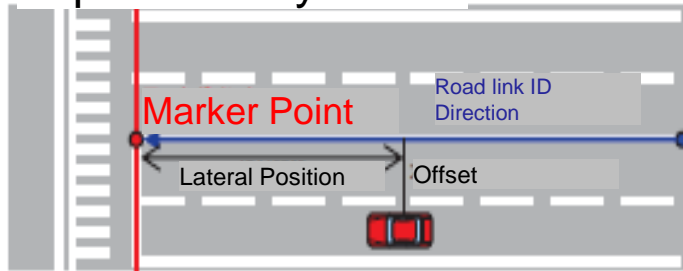 Road link ID
Marker Point
Direction
Lateral Position
Offset